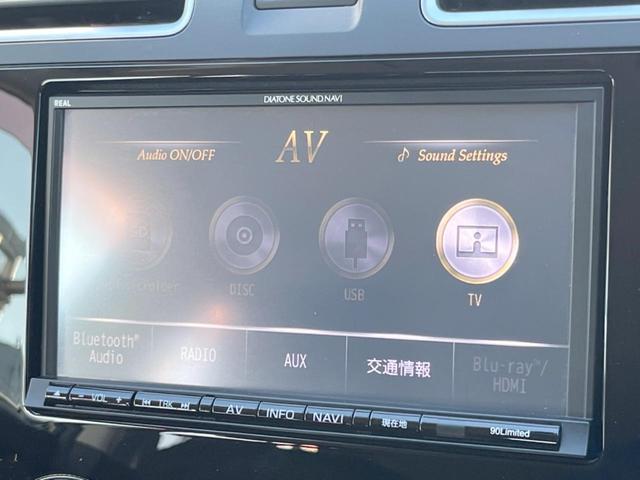 REAL
DIATONE SOUND NAVI
Audio ON/OFF
AV
Sound Settings
DISC
USB
TV
Bluetooth®
Audio
RADIO
AUX
交通情報
Blu-ray™/
HDMI
− VOL +
TRK
AV
INFO
NAVI
現在地
90Limited